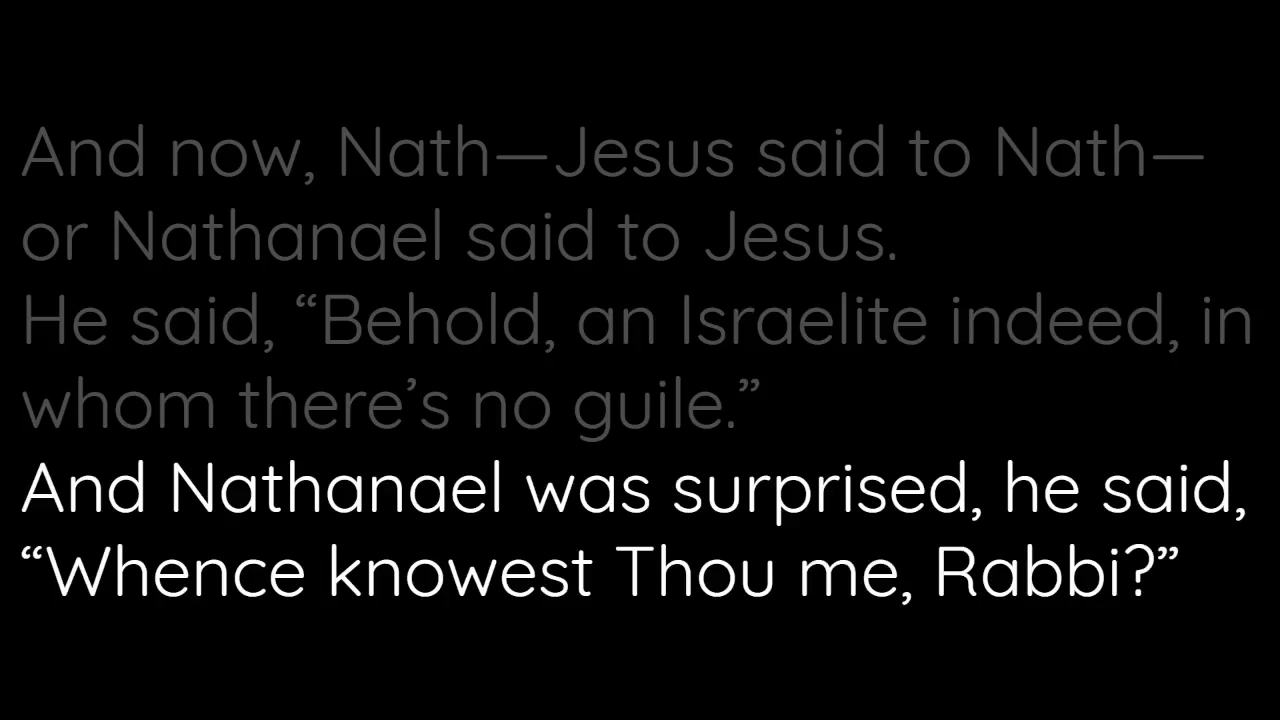 And now, Nath—Jesus said to Nath—
or Nathanael said to Jesus.
He said, “Behold, an Israelite indeed, in
whom there’s no guile.”
And Nathanael was surprised, he said,
“Whence knowest Thou me, Rabbi?”